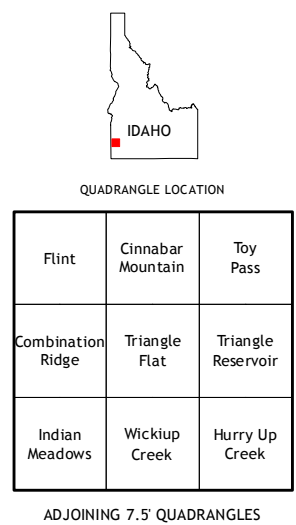 IDAHO
QUADRANGLE LOCATION
Flint
Cinnabar
Mountain
Toy
Pass
Combination
Ridge
Triangle
Flat
Triangle
Reservoir
Indian
Meadows
Wickiup
Creek
Hurry Up
Creek
ADJOINING 7.5' QUADRANGLES